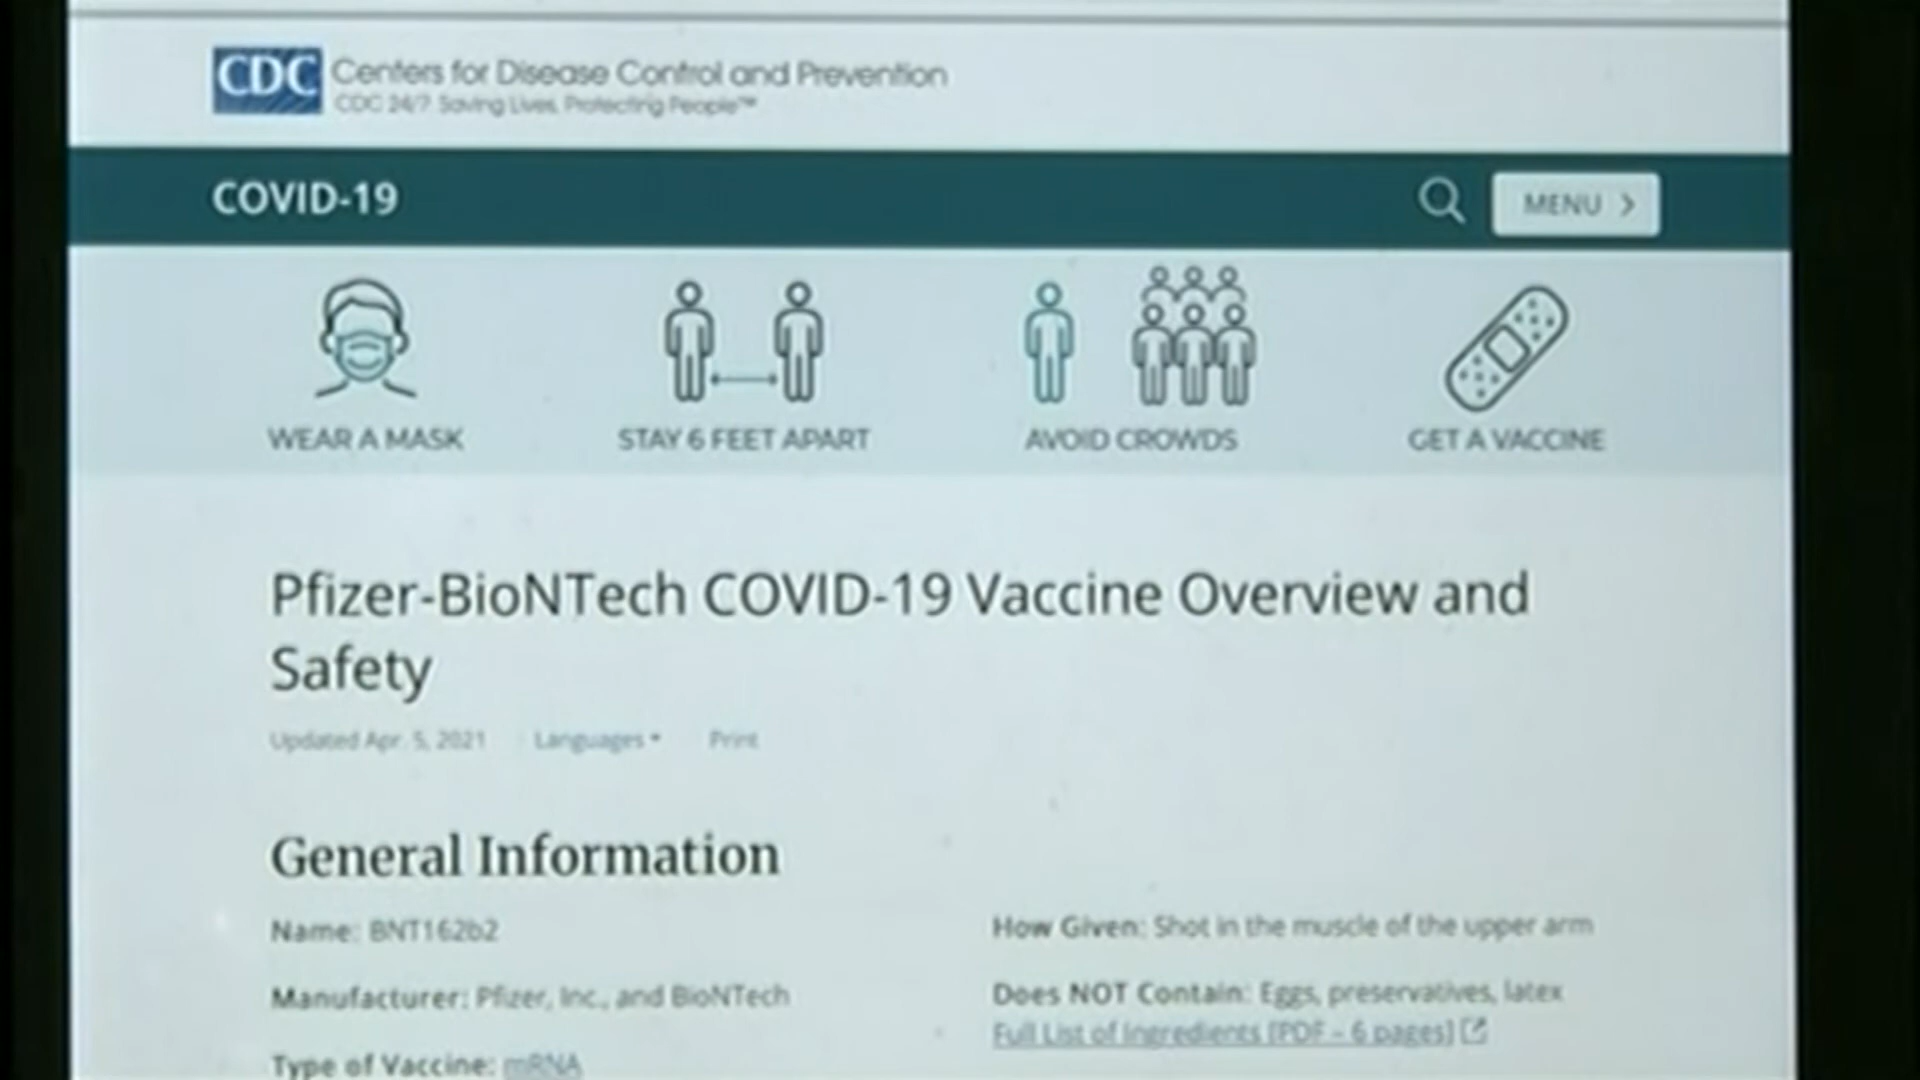 CDC Centers for Disease Control and Prevention
CDC 24/7: Saving Lives, Protecting People™
COVID-19
MENU >
WEAR A MASK
STAY 6 FEET APART
AVOID CROWDS
GET A VACCINE
Pfizer-BioNTech COVID-19 Vaccine Overview and
Safety
Updated Apr. 5, 2021 Languages Print
General Information
Name: BNT162b2
Manufacturer: Pfizer, Inc., and BioNTech
Type of Vaccine: mRNA
How Given: Shot in the muscle of the upper arm
Does NOT Contain: Eggs, preservatives, latex
Full List of Ingredients [PDF – 6 pages]